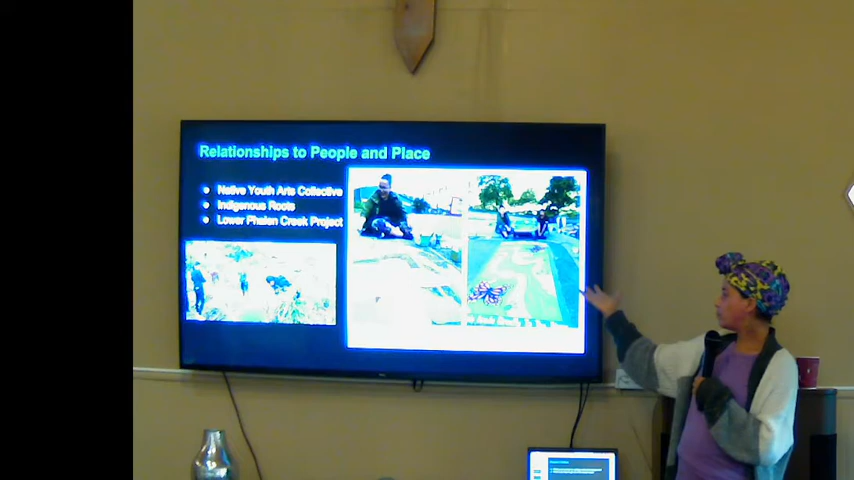 Relationships to People and Place
Native Youth Arts Collective
Indigenous Roots
Lower Phalen Creek Project